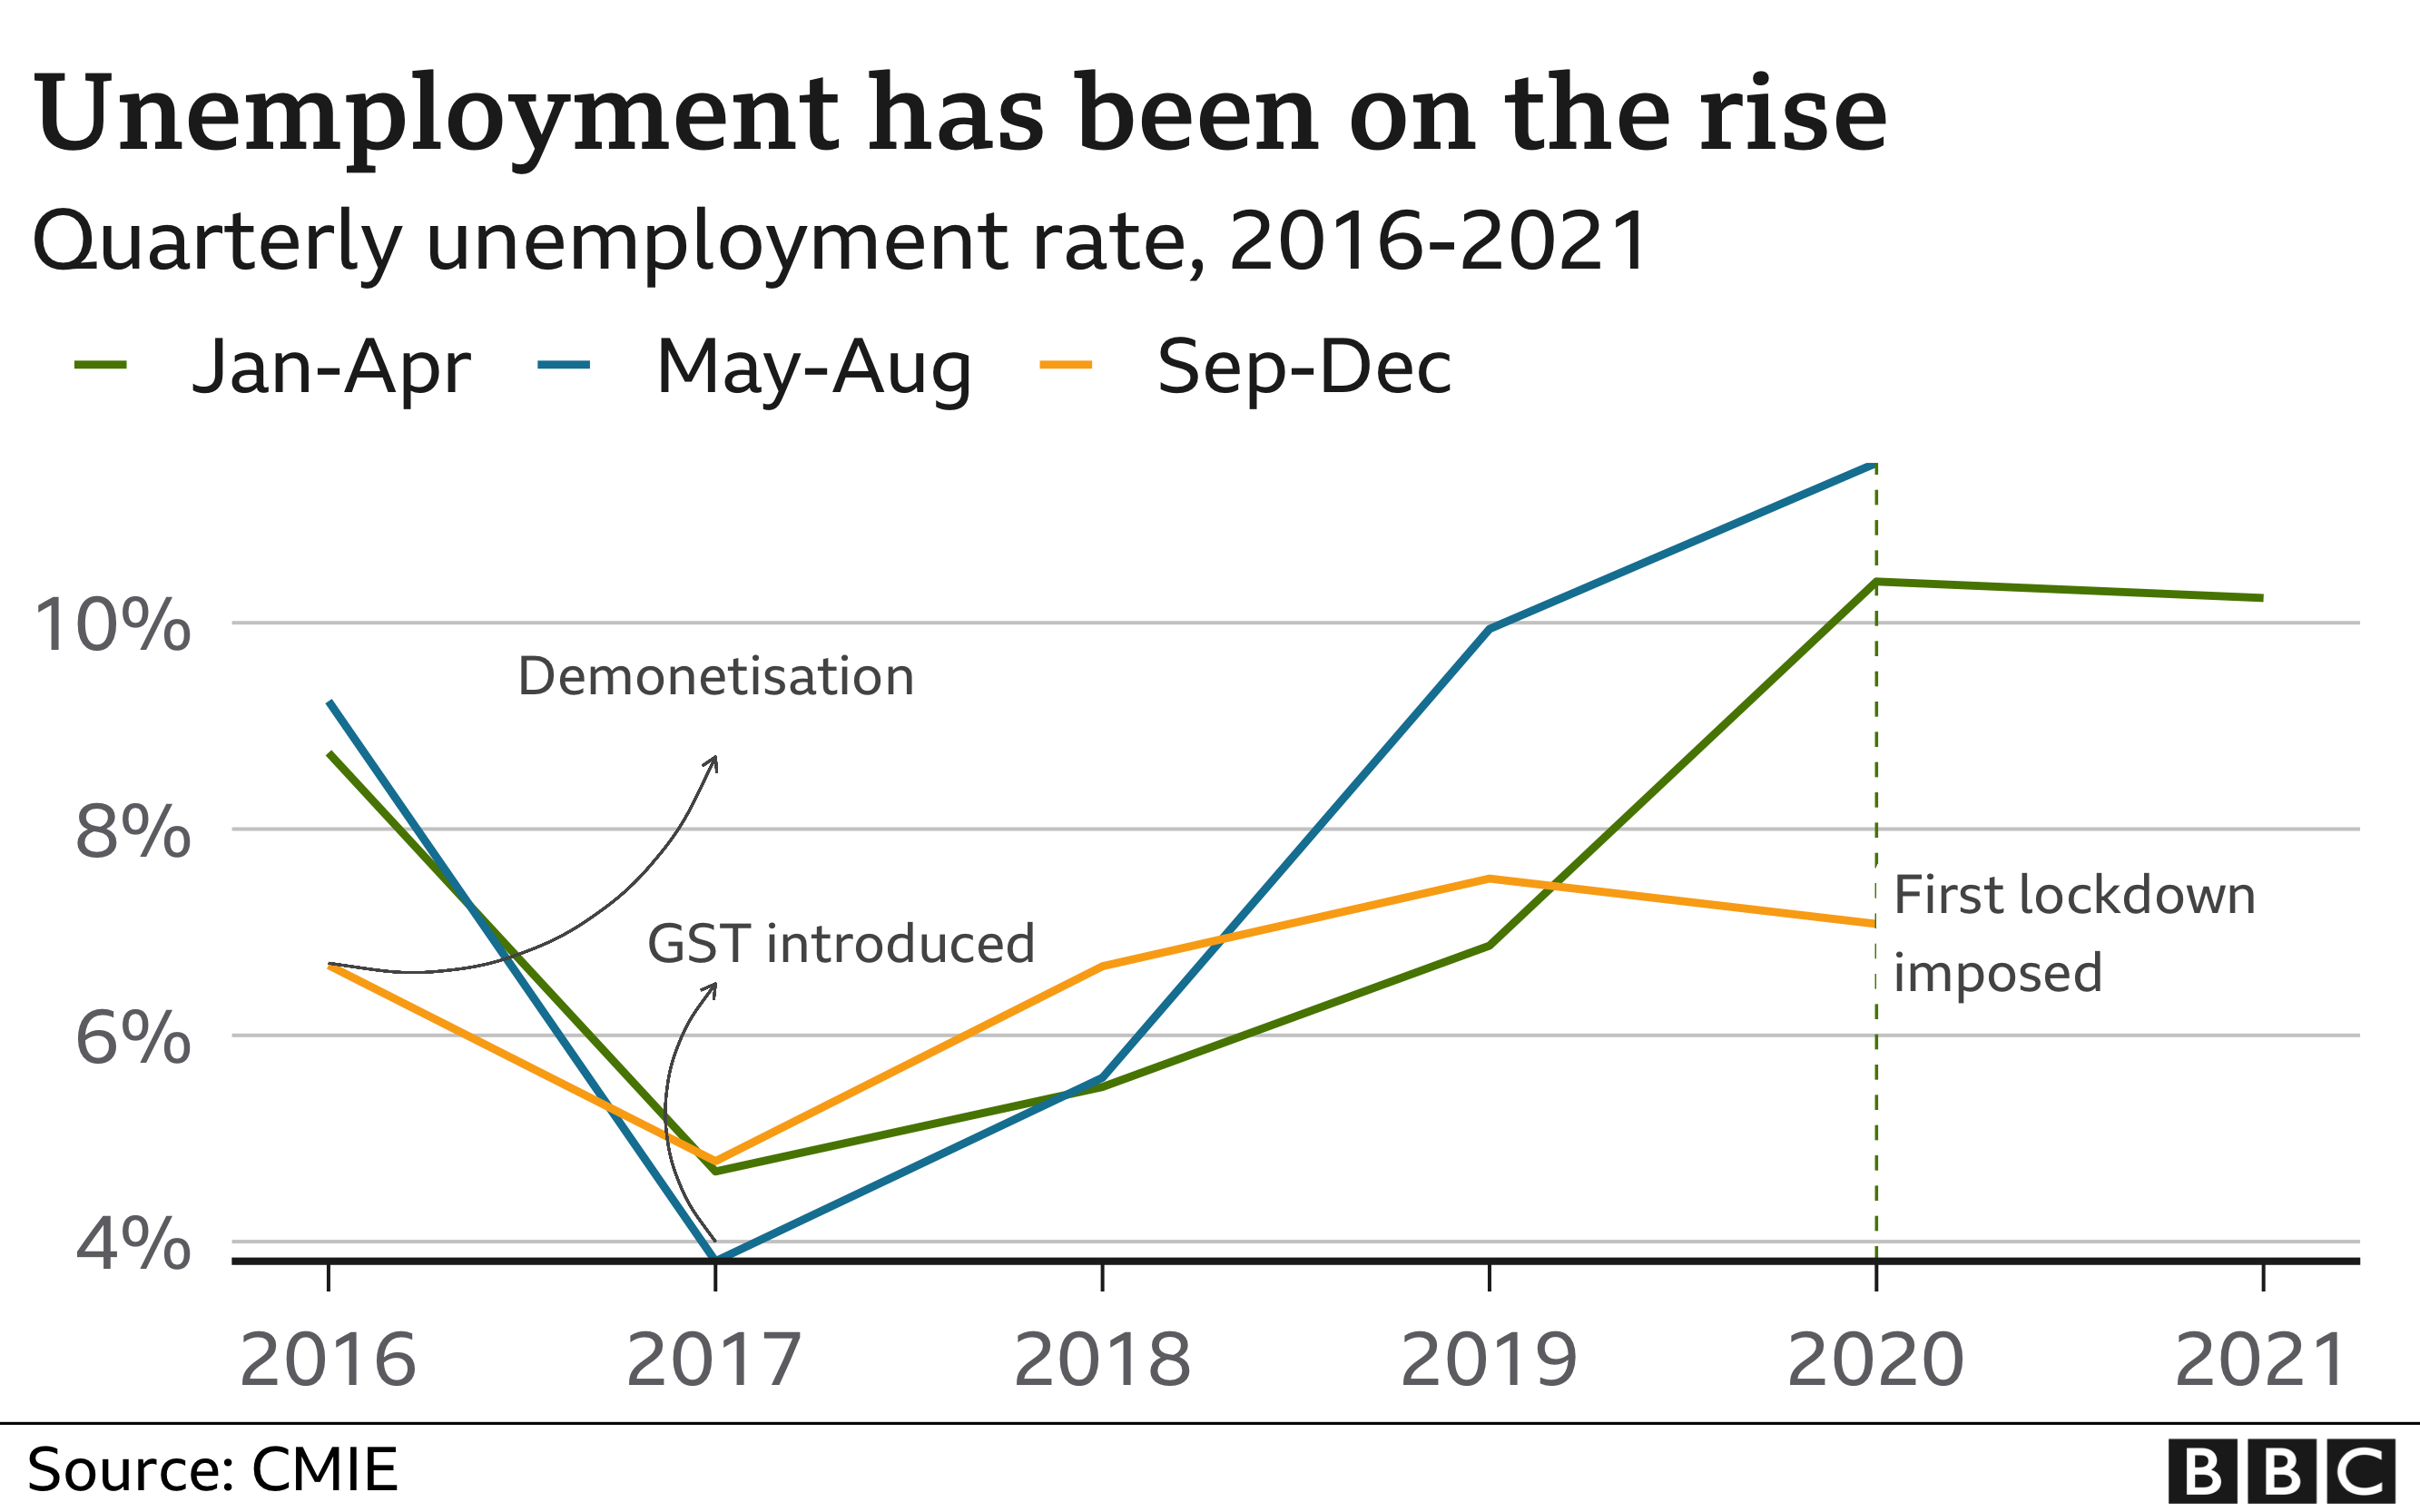 Unemployment has been on the rise
Quarterly unemployment rate, 2016-2021
Jan-Apr May-Aug Sep-Dec
10%
Demonetisation
8%
First lockdown
GST introduced
imposed
6%
4%
2016 2017 2018 2019 2020 2021
Source: CMIE
BBC